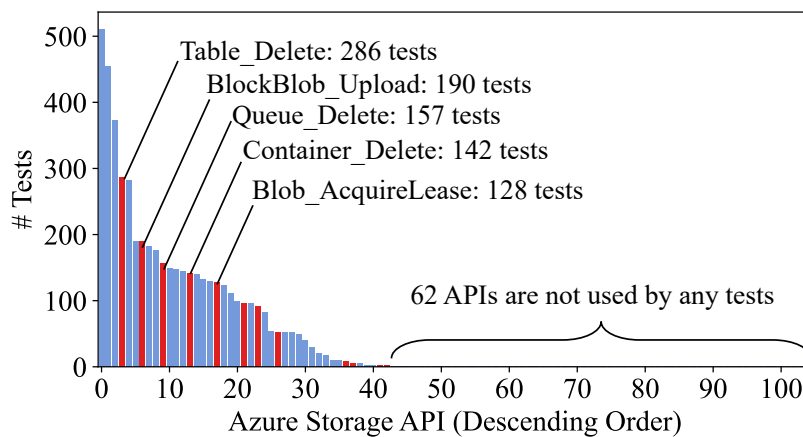 500
400
300
200
100
0
# Tests
Table_Delete: 286 tests
BlockBlob_Upload: 190 tests
Queue_Delete: 157 tests
Container_Delete: 142 tests
Blob_AcquireLease: 128 tests
62 APIs are not used by any tests
0 10 20 30 40 50 60 70 80 90 100
Azure Storage API (Descending Order)